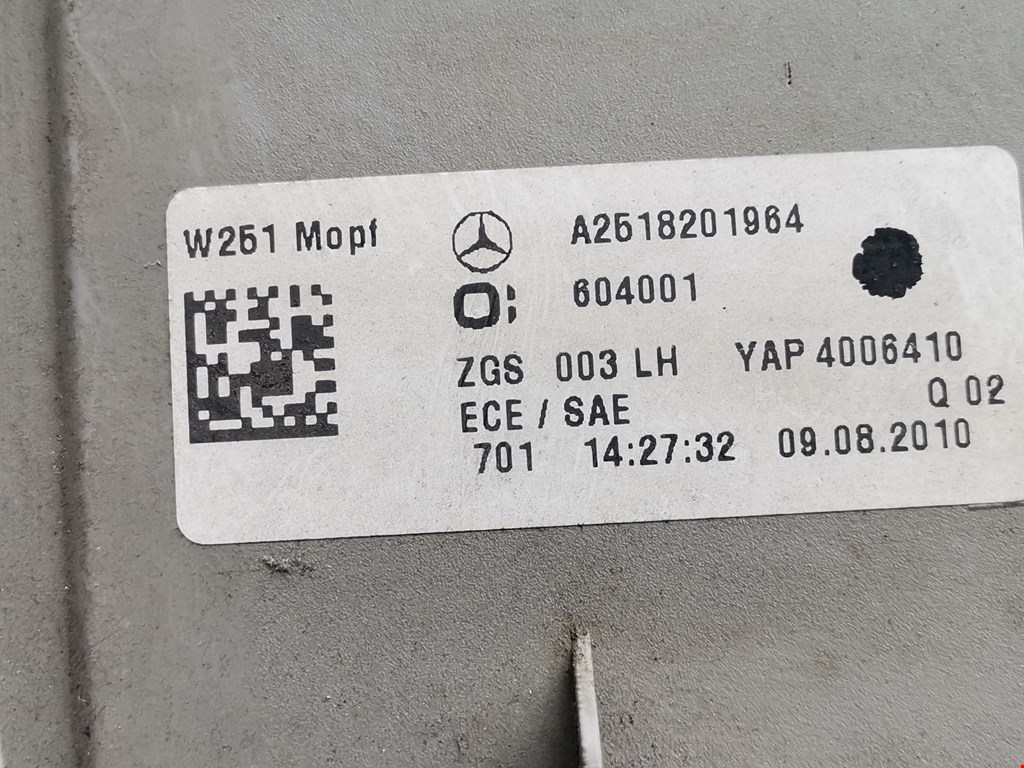 W251 Mopf
A2518201964
604001
ZGS 003 LH YAP 4006410
ECE / SAE Q 02
701 14:27:32 09.08.2010